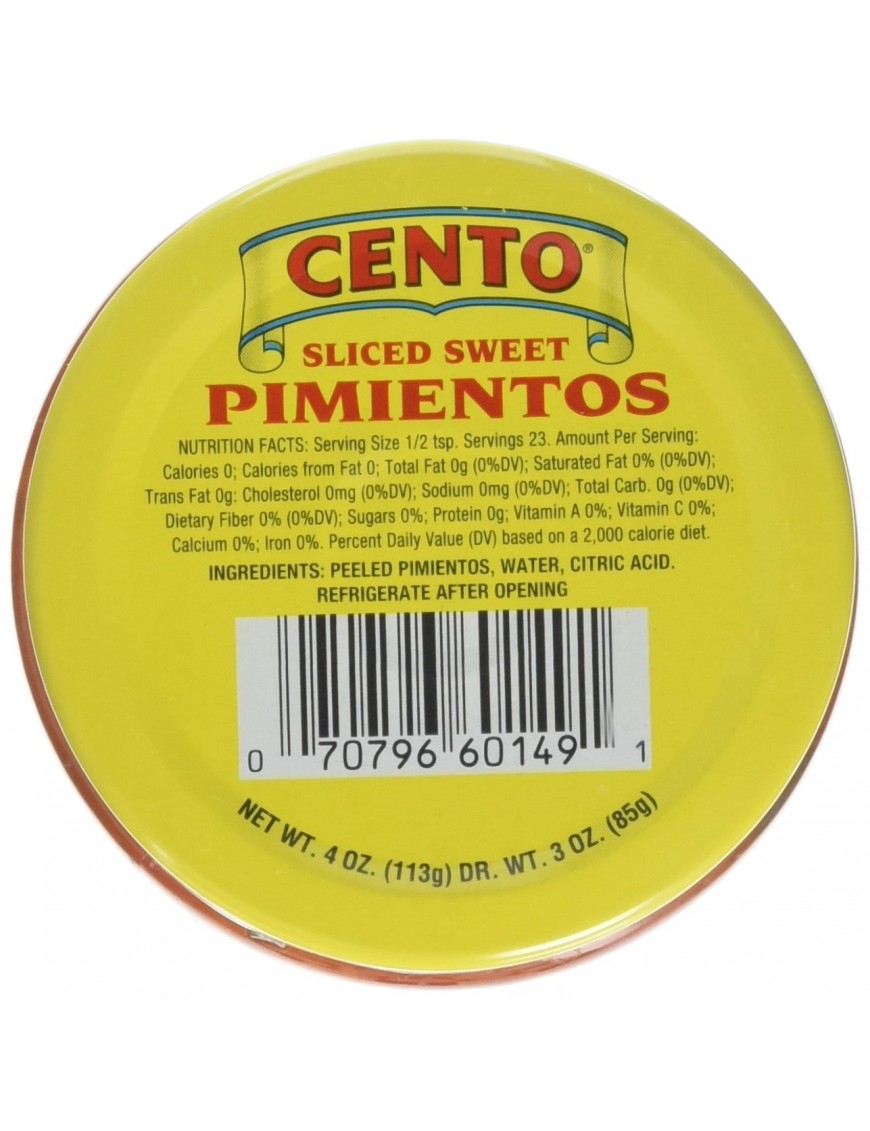 CENTO®
SLICED SWEET
PIMIENTOS
NUTRITION FACTS: Serving Size 1/2 tsp. Servings 23. Amount Per Serving:
Calories 0; Calories from Fat 0; Total Fat 0g (0%DV); Saturated Fat 0% (0%DV);
Trans Fat 0g: Cholesterol 0mg (0%DV); Sodium 0mg (0%DV); Total Carb. 0g (0%DV);
Dietary Fiber 0% (0%DV); Sugars 0%; Protein 0g; Vitamin A 0%; Vitamin C 0%;
Calcium 0%; Iron 0%. Percent Daily Value (DV) based on a 2,000 calorie diet.
INGREDIENTS: PEELED PIMIENTOS, WATER, CITRIC ACID.
REFRIGERATE AFTER OPENING
0 70796 60149 1
NET WT. 4 OZ. (113g) DR. WT. 3 OZ. (85g)